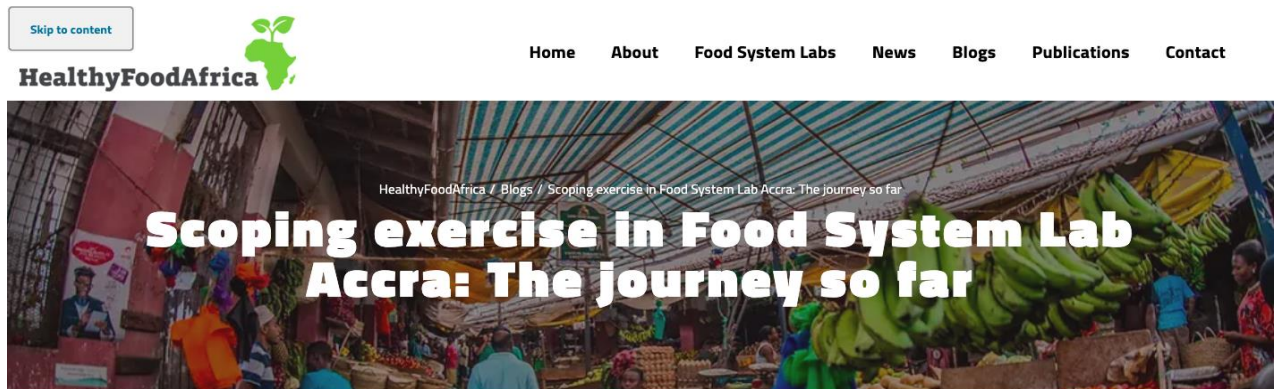 Skip to content
HealthyFoodAfrica
Home About Food System Labs News Blogs Publications Contact
HealthyFoodAfrica / Blogs / Scoping exercise in Food System Lab Accra: The journey so far
Scoping exercise in Food System Lab
Accra: The journey so far